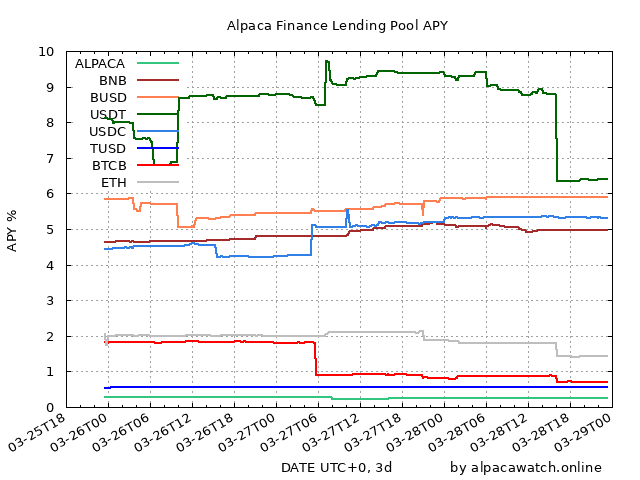 Alpaca Finance Lending Pool APY
10
9
8
7
6
5
4
3
2
1
0
APY %
ALPACA
BNB
BUSD
USDT
USDC
TUSD
BTCB
ETH
03-25T18
03-26T00
03-26T06
03-26T12
03-26T18
03-27T00
03-27T06
03-27T12
03-27T18
03-28T00
03-28T06
03-28T12
03-28T18
03-29T00
DATE UTC+0, 3d
by alpacawatch.online